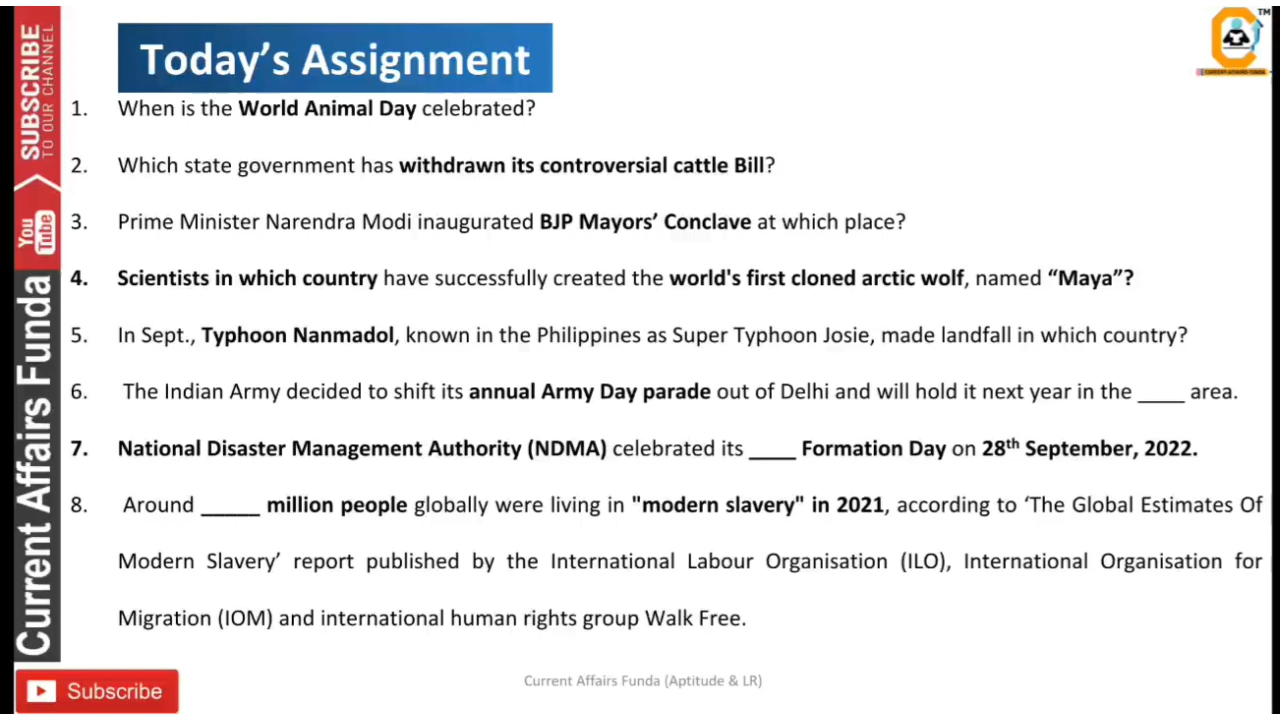 Today's Assignment
1. When is the World Animal Day celebrated?
2. Which state government has withdrawn its controversial cattle Bill?
3. Prime Minister Narendra Modi inaugurated BJP Mayors' Conclave at which place?
4. Scientists in which country have successfully created the world's first cloned arctic wolf, named “Maya”?
5. In Sept., Typhoon Nanmadol, known in the Philippines as Super Typhoon Josie, made landfall in which country?
6. The Indian Army decided to shift its annual Army Day parade out of Delhi and will hold it next year in the ____ area.
7. National Disaster Management Authority (NDMA) celebrated its ____ Formation Day on 28th September, 2022.
8. Around _____ million people globally were living in "modern slavery" in 2021, according to ‘The Global Estimates Of
Modern Slavery’ report published by the International Labour Organisation (ILO), International Organisation for
Migration (IOM) and international human rights group Walk Free.
SUBSCRIBE
TO OUR CHANNEL
You
Tube
Current Affairs Funda
Subscribe
Current Affairs Funda (Aptitude & LR)
TM
CURRENT AFFAIRS FUNDA